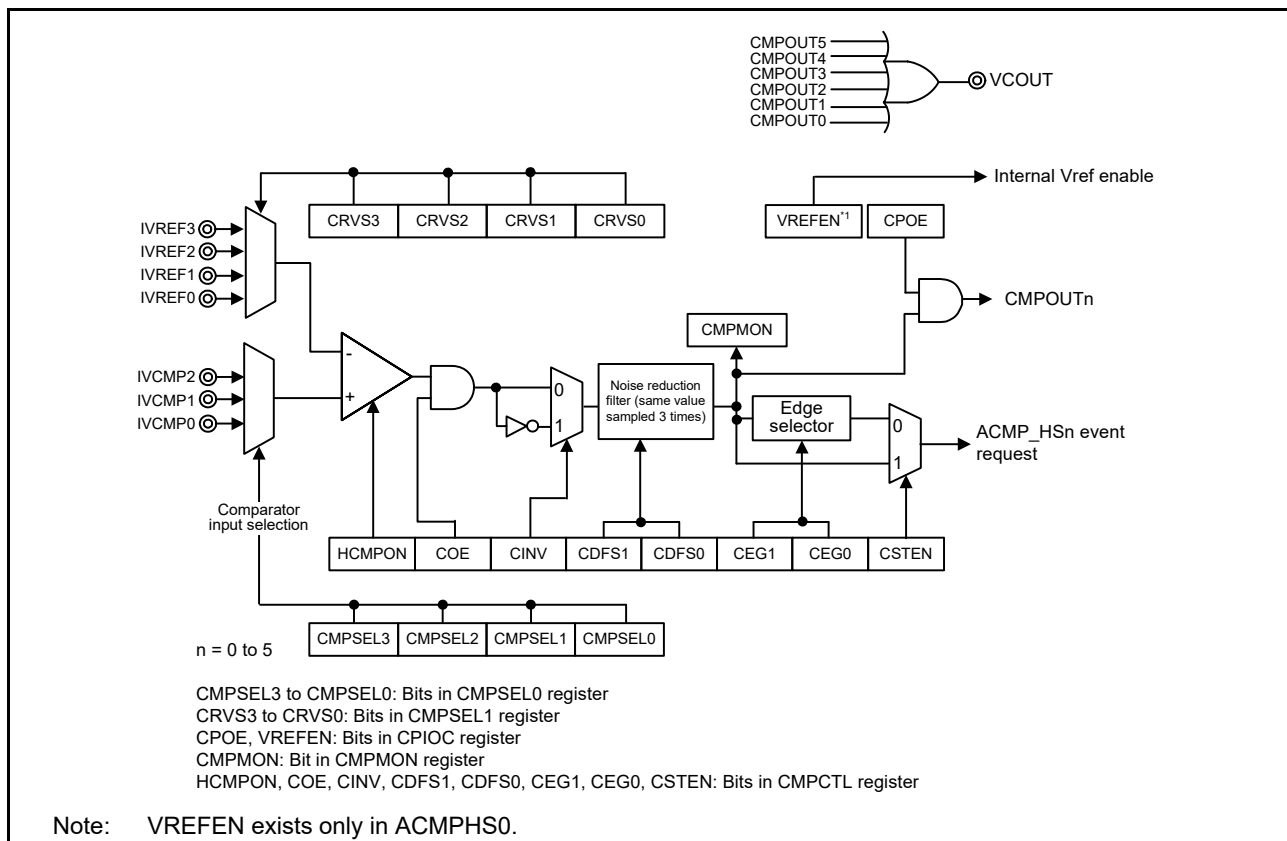 CMPOUT5
CMPOUT4
CMPOUT3
CMPOUT2
CMPOUT1
CMPOUT0
VCOUT
Internal Vref enable
CRVS3 CRVS2 CRVS1 CRVS0
VREFEN*1 CPOE
IVREF3
IVREF2
IVREF1
IVREF0
CMPOUTn
CMPMON
-
+
IVCMP2
IVCMP1
IVCMP0
0
1
Noise reduction
filter (same value
sampled 3 times)
Edge
selector
0
1
ACMP_HSn event
request
Comparator
input selection
HCMPON COE CINV CDFS1 CDFS0 CEG1 CEG0 CSTEN
CMPSEL3 CMPSEL2 CMPSEL1 CMPSEL0
n = 0 to 5
CMPSEL3 to CMPSEL0: Bits in CMPSEL0 register
CRVS3 to CRVS0: Bits in CMPSEL1 register
CPOE, VREFEN: Bits in CPIOC register
CMPMON: Bit in CMPMON register
HCMPON, COE, CINV, CDFS1, CDFS0, CEG1, CEG0, CSTEN: Bits in CMPCTL register
Note: VREFEN exists only in ACMPHS0.